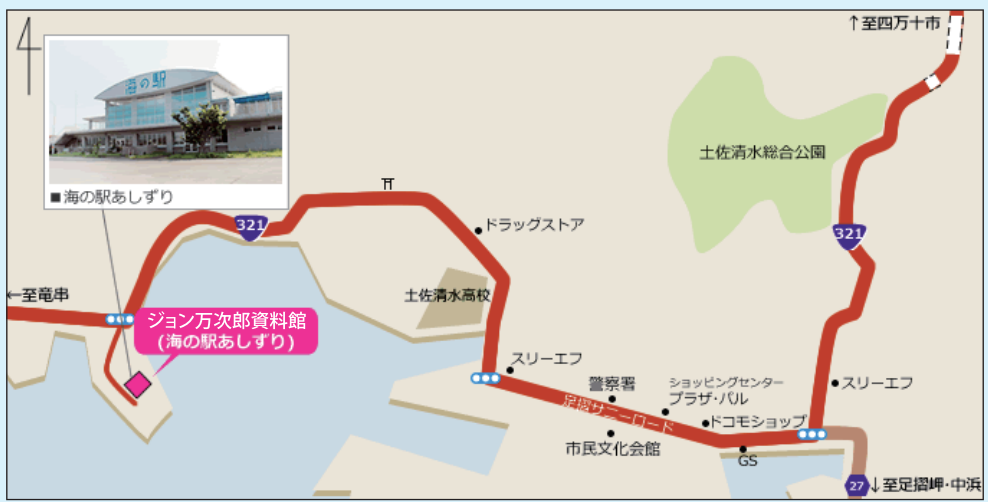 ↑至四万十市
海の駅
■海の駅あしずり
土佐清水総合公園
321
ドラッグストア
321
←至竜串
土佐清水高校
ジョン万次郎資料館
(海の駅あしずり)
スリーエフ
警察署
ショッピングセンター
プラザ・パル
スリーエフ
足摺サニーロード
ドコモショップ
市民文化会館
GS
27
↓至足摺岬・中浜